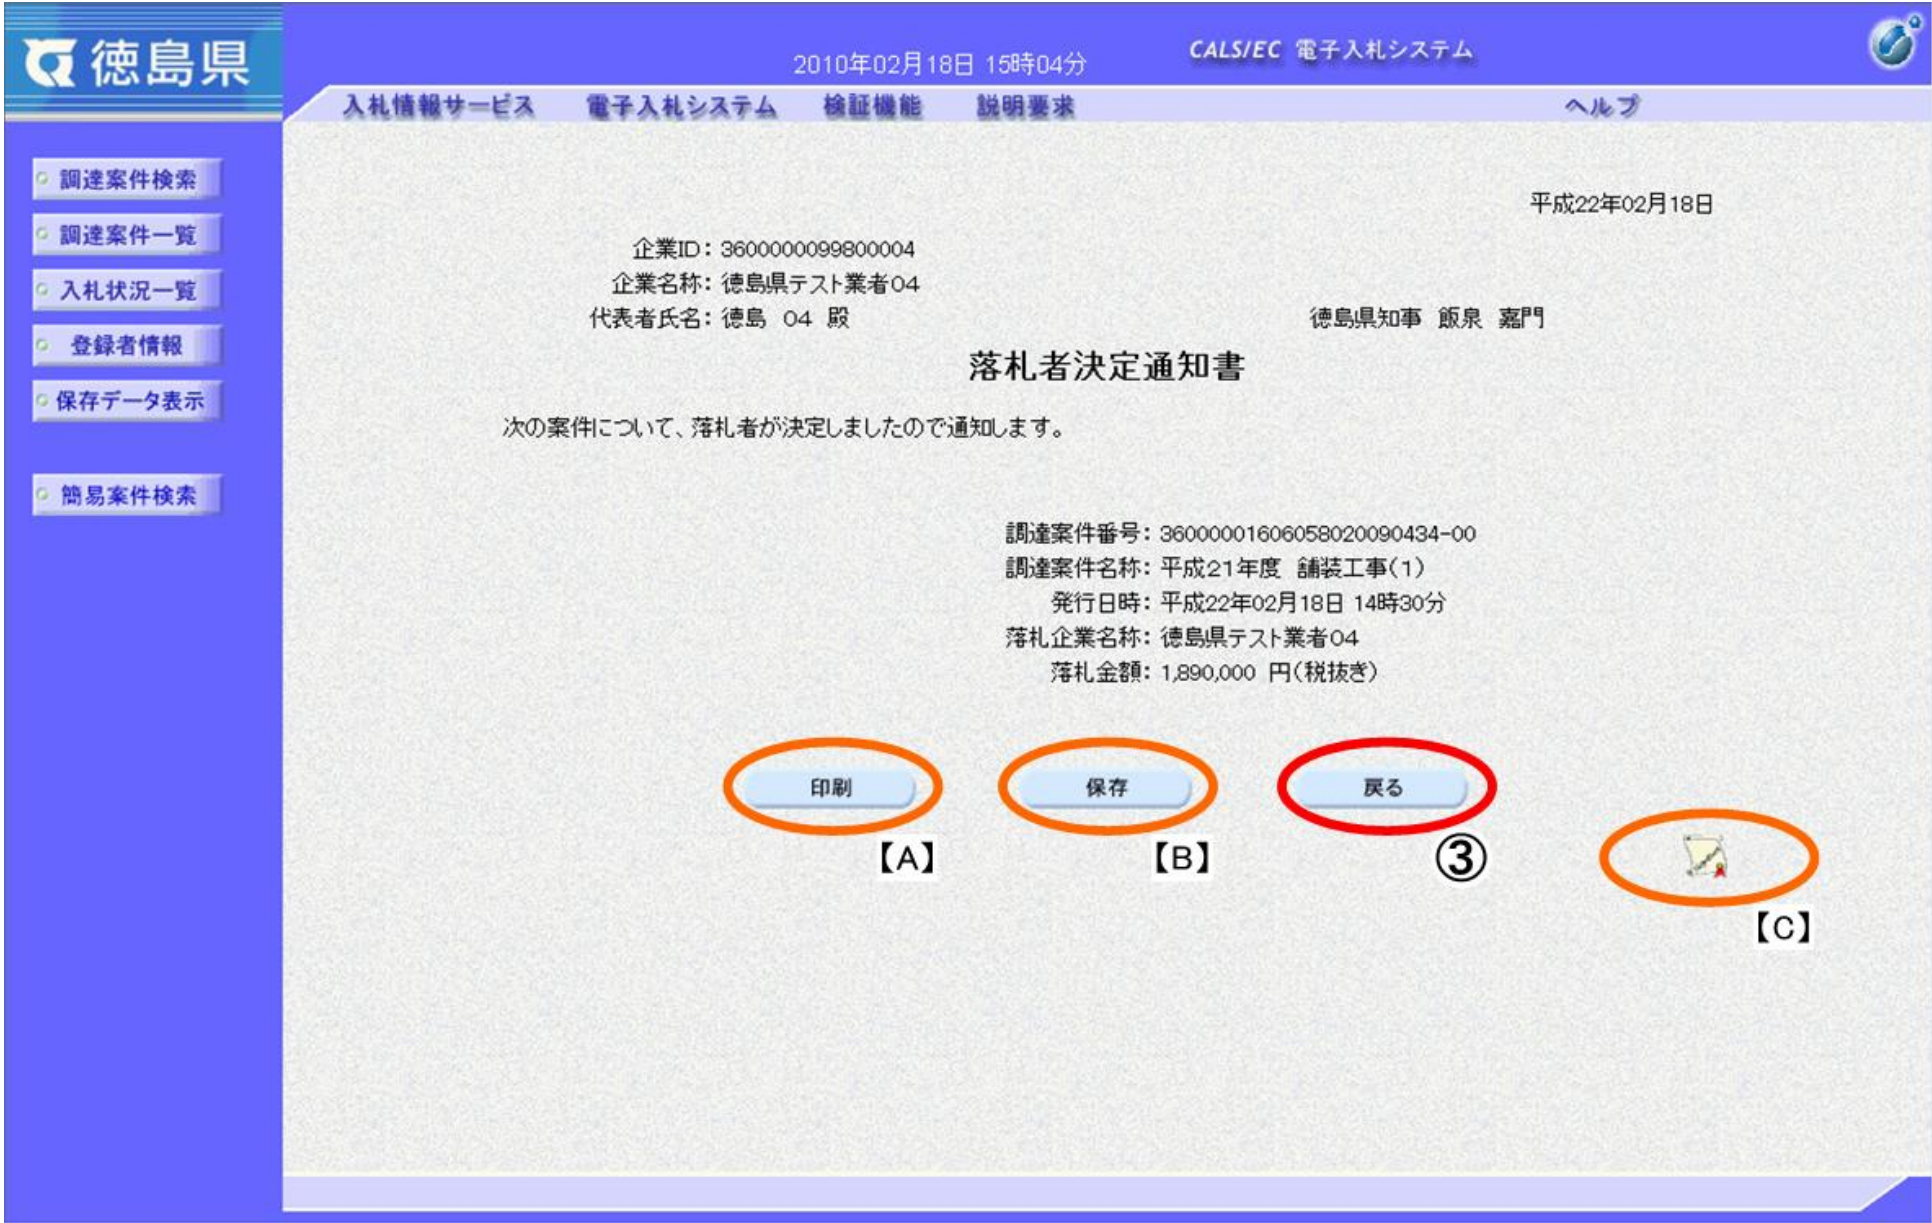 徳島県
2010年02月18日 15時04分
CALS/EC 電子入札システム
入札情報サービス 電子入札システム 検証機能 説明要求 ヘルプ
調達案件検索
調達案件一覧
入札状況一覧
登録者情報
保存データ表示
簡易案件検索
平成22年02月18日
企業ID：3600000099800004
企業名称：徳島県テスト業者04
代表者氏名：徳島 04 殿
徳島県知事 飯泉 嘉門
落札者決定通知書
次の案件について、落札者が決定しましたので通知します。
調達案件番号：36000001606058020090434-00
調達案件名称：平成21年度 舗装工事(1)
発行日時：平成22年02月18日 14時30分
落札企業名称：徳島県テスト業者04
落札金額：1,890,000 円(税抜き)
印刷 保存 戻る
【A】 【B】 ③
【C】